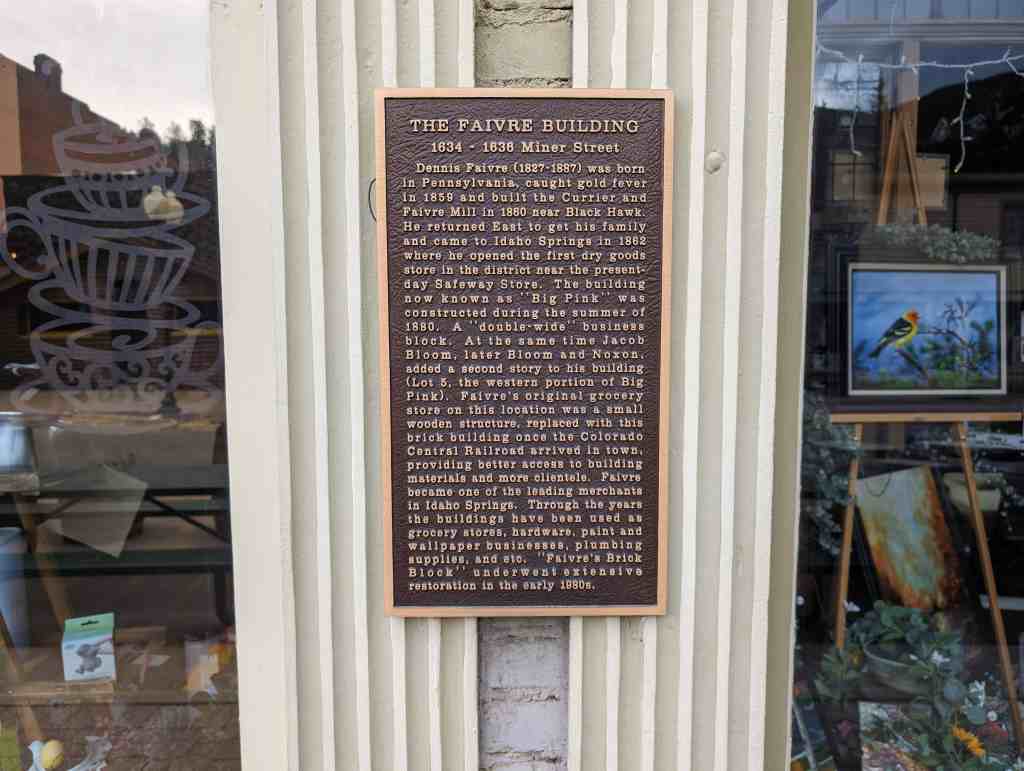 THE FAIVRE BUILDING
1634 - 1636 Miner Street
Dennis Faivre (1827-1887) was born
in Pennsylvania, caught gold fever
in 1859 and built the Currier and
Faivre Mill in 1860 near Black Hawk.
He returned East to get his family
and came to Idaho Springs in 1862
where he opened the first dry goods
store in the district near the present-
day Safeway Store. The building
now known as "Big Pink" was
constructed during the summer of
1880. A "double-wide" business
block. At the same time Jacob
Bloom, later Bloom and Noxon,
added a second story to his building
(Lot 5, the western portion of Big
Pink). Faivre's original grocery
store on this location was a small
wooden structure, replaced with this
brick building once the Colorado
Central Railroad arrived in town,
providing better access to building
materials and more clientele. Faivre
became one of the leading merchants
in Idaho Springs. Through the years
the buildings have been used as
grocery stores, hardware, paint and
wallpaper businesses, plumbing
supplies, and etc. "Faivre's Brick
Block" underwent extensive
restoration in the early 1980s.